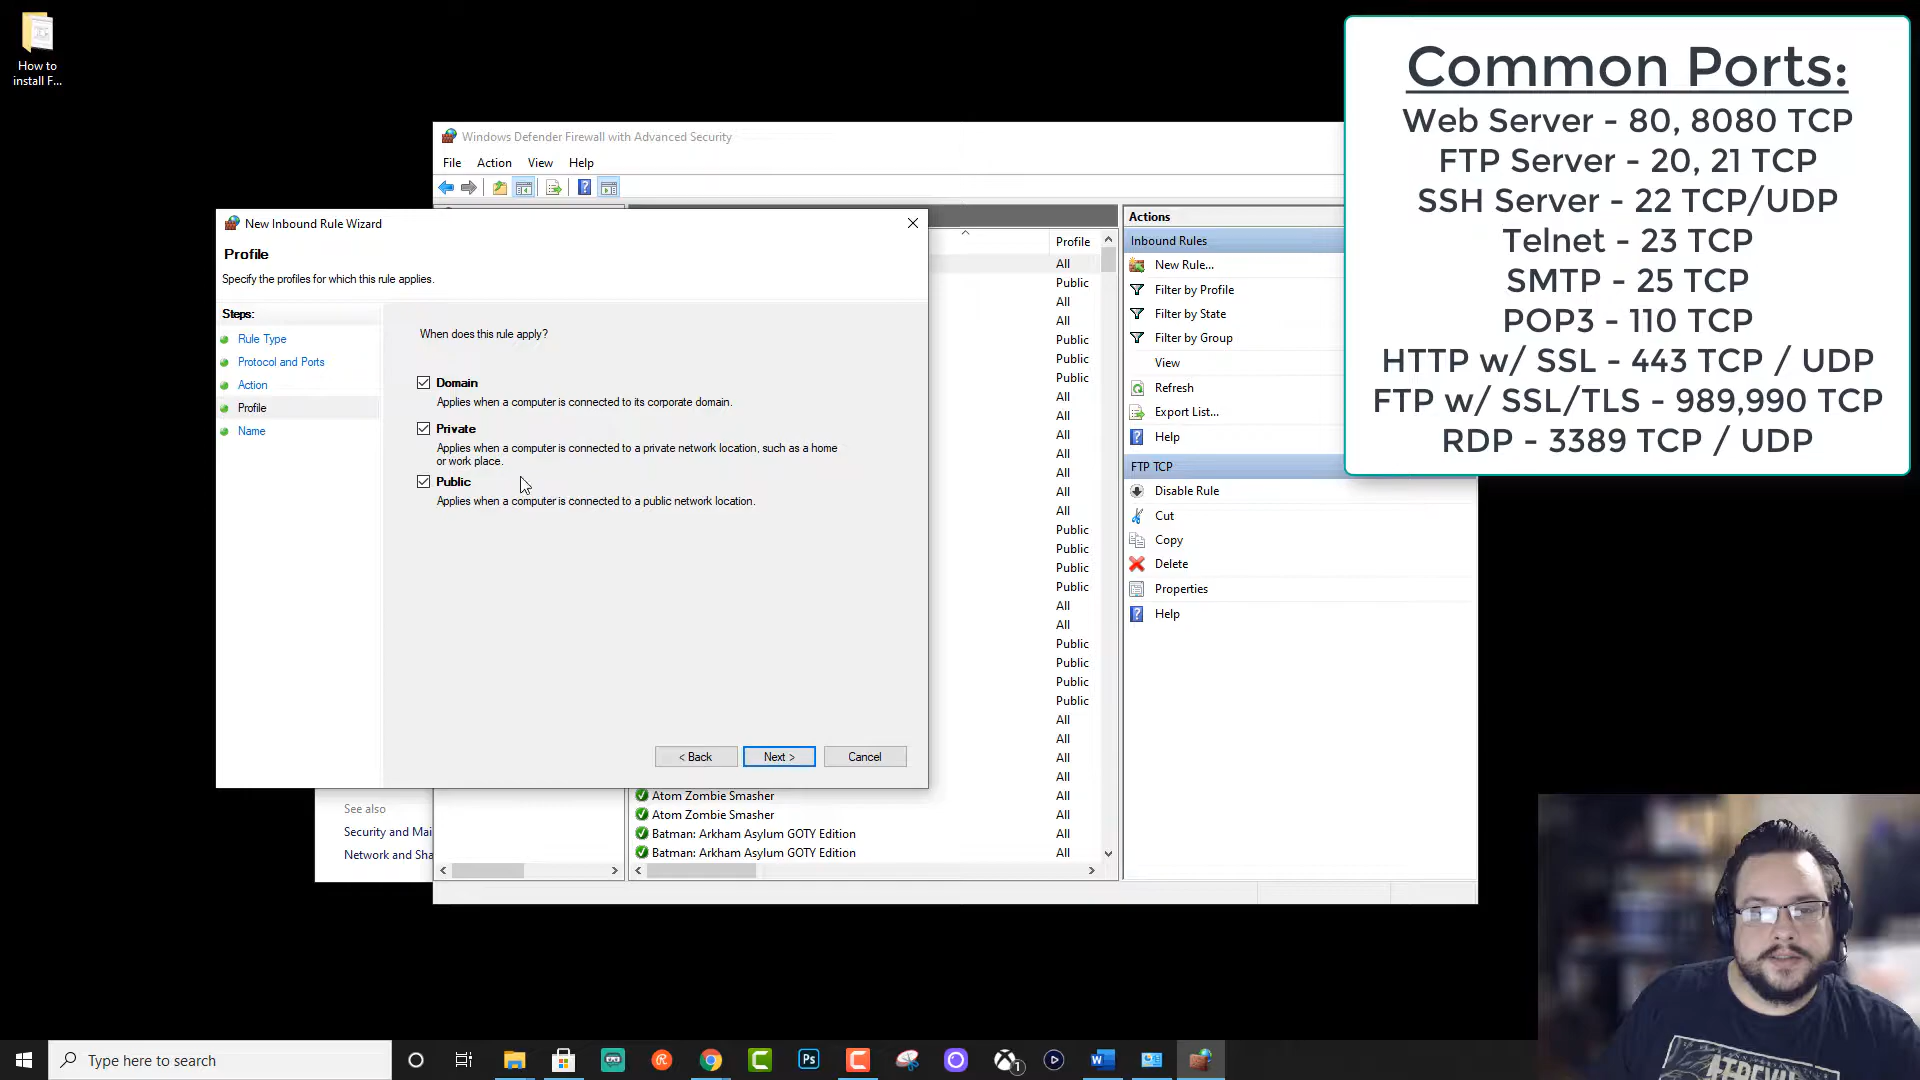 How to
install F...
Common Ports:
Web Server - 80, 8080 TCP
FTP Server - 20, 21 TCP
SSH Server - 22 TCP/UDP
Telnet - 23 TCP
SMTP - 25 TCP
POP3 - 110 TCP
HTTP w/ SSL - 443 TCP / UDP
FTP w/ SSL/TLS - 989,990 TCP
RDP - 3389 TCP / UDP
Windows Defender Firewall with Advanced Security
File Action View Help
New Inbound Rule Wizard
Profile
Specify the profiles for which this rule applies.
Steps:
Rule Type
Protocol and Ports
Action
Profile
Name
When does this rule apply?
Domain
Applies when a computer is connected to its corporate domain.
Private
Applies when a computer is connected to a private network location, such as a home
or work place.
Public
Applies when a computer is connected to a public network location.
< Back Next > Cancel
Profile
All
Public
All
All
Public
Public
Public
All
All
All
All
All
All
All
Public
Public
Public
Public
All
All
Public
Public
Public
Public
All
All
All
All
Atom Zombie Smasher All
Atom Zombie Smasher All
Batman: Arkham Asylum GOTY Edition All
Batman: Arkham Asylum GOTY Edition All
Actions
Inbound Rules
New Rule...
Filter by Profile
Filter by State
Filter by Group
View
Refresh
Export List...
Help
FTP TCP
Disable Rule
Cut
Copy
Delete
Properties
Help
See also
Security and Mai
Network and Sha
Type here to search
Ps
1